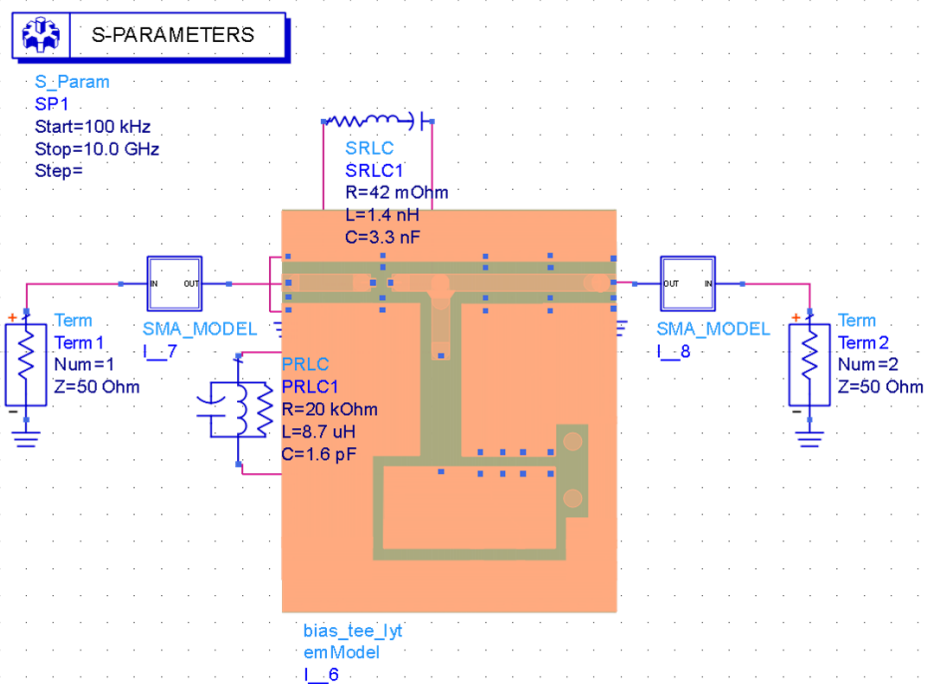 S-PARAMETERS
S_Param
SP1
Start=100 kHz
Stop=10.0 GHz
Step=
SRLC
SRLC1
R=42 mOhm
L=1.4 nH
C=3.3 nF
IN OUT
SMA_MODEL
I__7
Term
Term1
Num=1
Z=50 Ohm
PRLC
PRLC1
R=20 kOhm
L=8.7 uH
C=1.6 pF
OUT IN
SMA_MODEL
I__8
Term
Term2
Num=2
Z=50 Ohm
bias_tee_lyt
emModel
I__6